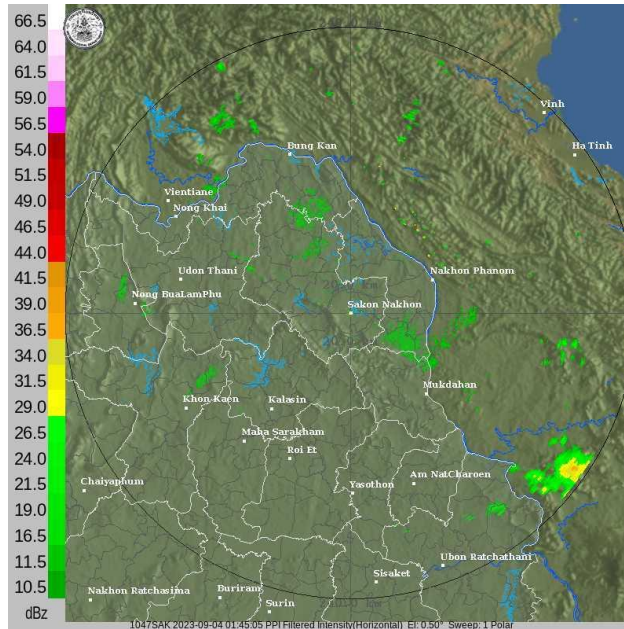 66.5
64.0
61.5
59.0
56.5
54.0
51.5
49.0
46.5
44.0
41.5
39.0
36.5
34.0
31.5
29.0
26.5
24.0
21.5
19.0
16.5
11.5
10.5
dBz
Vinh
Ha Tinh
Bung Kan
Vientiane
Nong Khai
Udon Thani
Nakhon Phanom
Nong BuaLamPhu
Sakon Nakhon
Mukdahan
Khon Kaen
Kalasin
Maha Sarakham
Roi Et
Chaiyaphum
Yasothon
Am NatCharoen
Ubon Ratchathani
Sisaket
Nakhon Ratchasima
Buriram
Surin
1047SAK 2023-09-04 01:45:05 PPI Filtered Intensity(Horizontal) El: 0.50° Sweep: 1 Polar